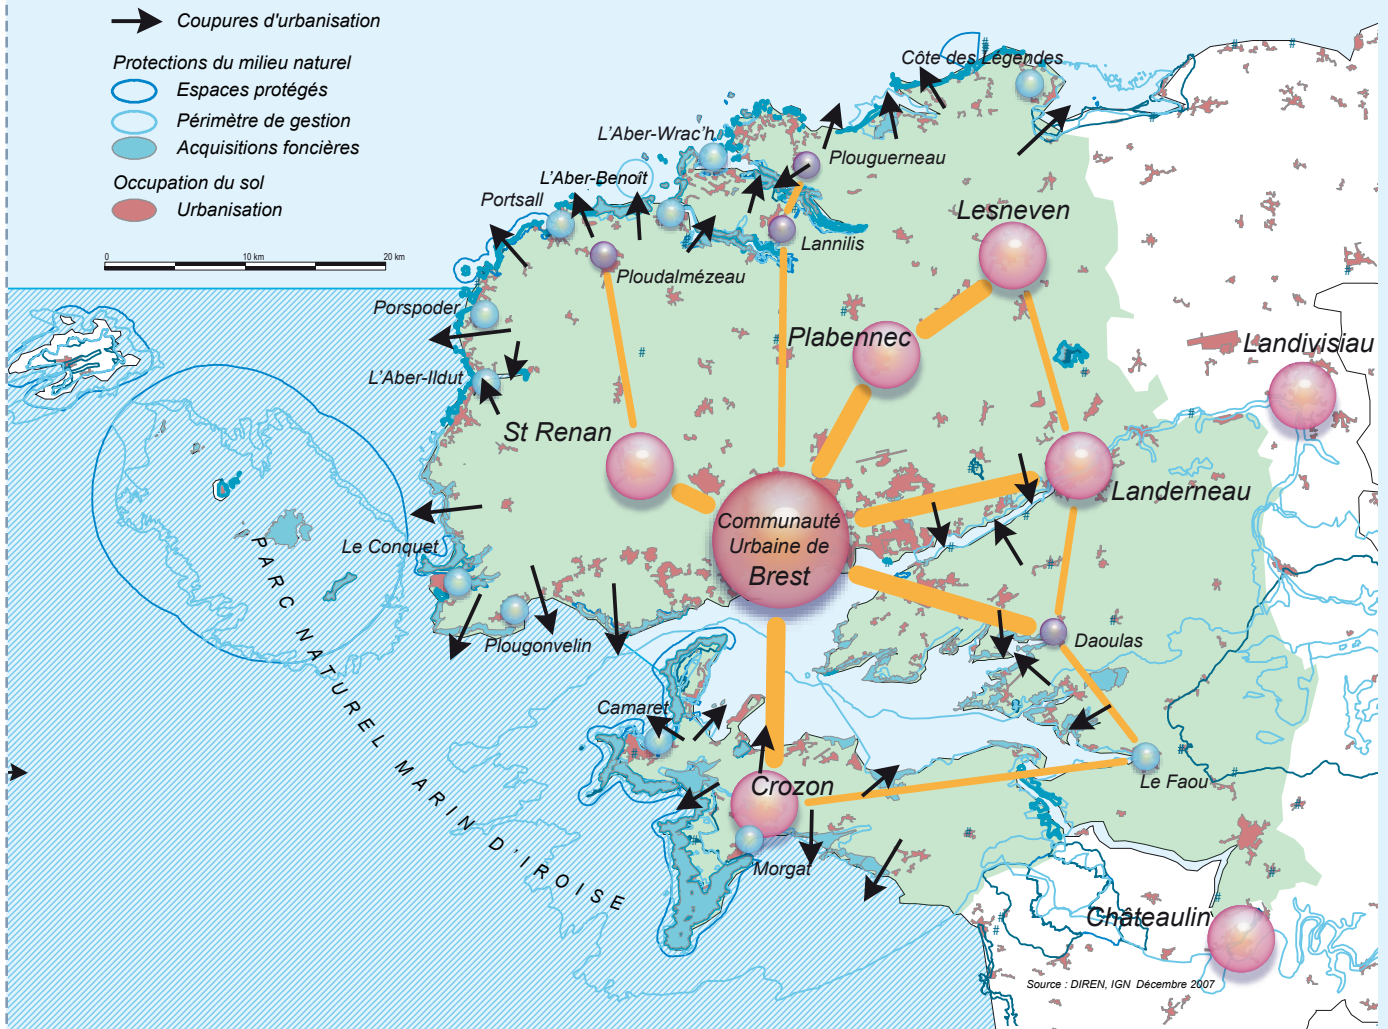 Coupures d'urbanisation
Protections du milieu naturel
Espaces protégés
Périmètre de gestion
Acquisitions foncières
Occupation du sol
Urbanisation
0
10 km
20 km
Côte des Légendes
L'Aber-Wrac'h
Plouguerneau
L'Aber-Benoît
Portsall
Lesneven
Lannilis
Ploudalmézeau
Porspoder
Plabennec
Landivisiau
L'Aber-Ildut
St Renan
Landerneau
Communauté
Urbaine de
Brest
Le Conquet
PARC NATUREL MARIN D'IROISE
Plougonvelin
Daoulas
Camaret
Crozon
Le Faou
Morgat
Châteaulin
Source : DIREN, IGN Décembre 2007